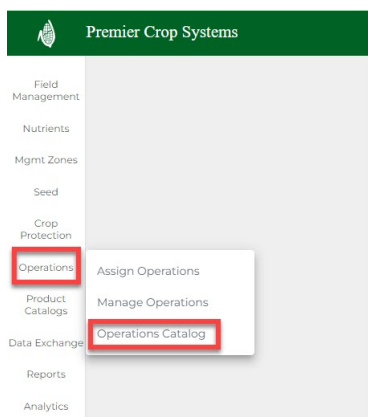 Premier Crop Systems
Field
Management
Nutrients
Mgmt Zones
Seed
Crop
Protection
Operations
Assign Operations
Manage Operations
Operations Catalog
Product
Catalogs
Data Exchange
Reports
Analytics